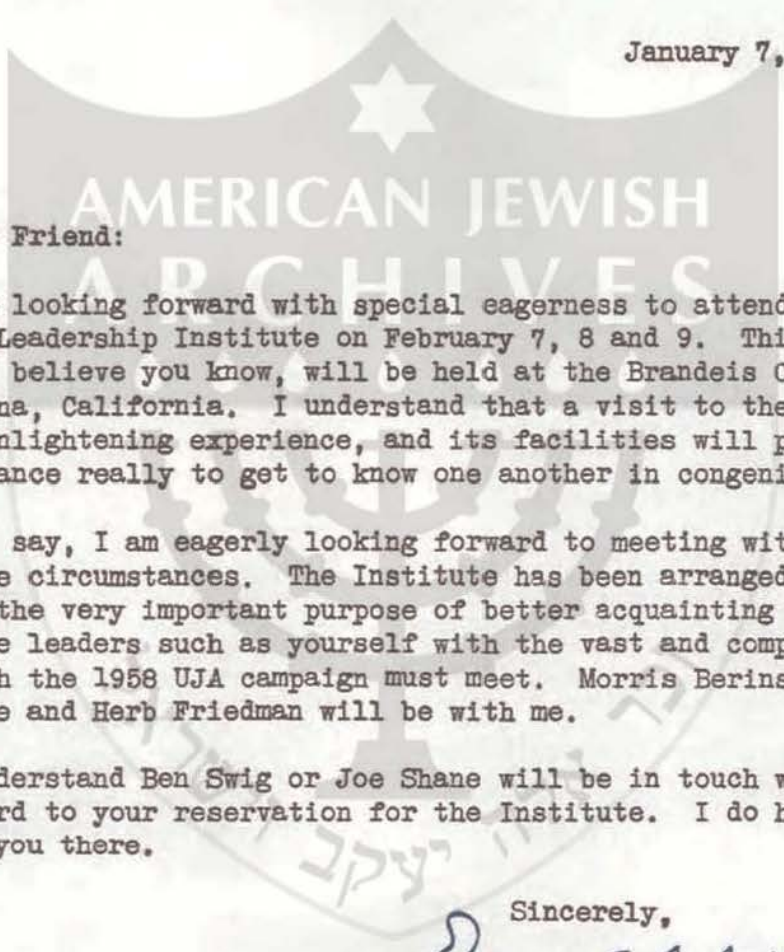 January 7,
AMERICAN JEWISH
ARCHIVES
Friend:
looking forward with special eagerness to attend
Leadership Institute on February 7, 8 and 9. Thi
believe you know, will be held at the Brandeis C
na, California. I understand that a visit to the
nlightening experience, and its facilities will p
ance really to get to know one another in congeni
say, I am eagerly looking forward to meeting wit
e circumstances. The Institute has been arranged
the very important purpose of better acquainting
e leaders such as yourself with the vast and comp
h the 1958 UJA campaign must meet. Morris Berins
e and Herb Friedman will be with me.
derstand Ben Swig or Joe Shane will be in touch w
rd to your reservation for the Institute. I do h
you there.
Sincerely,